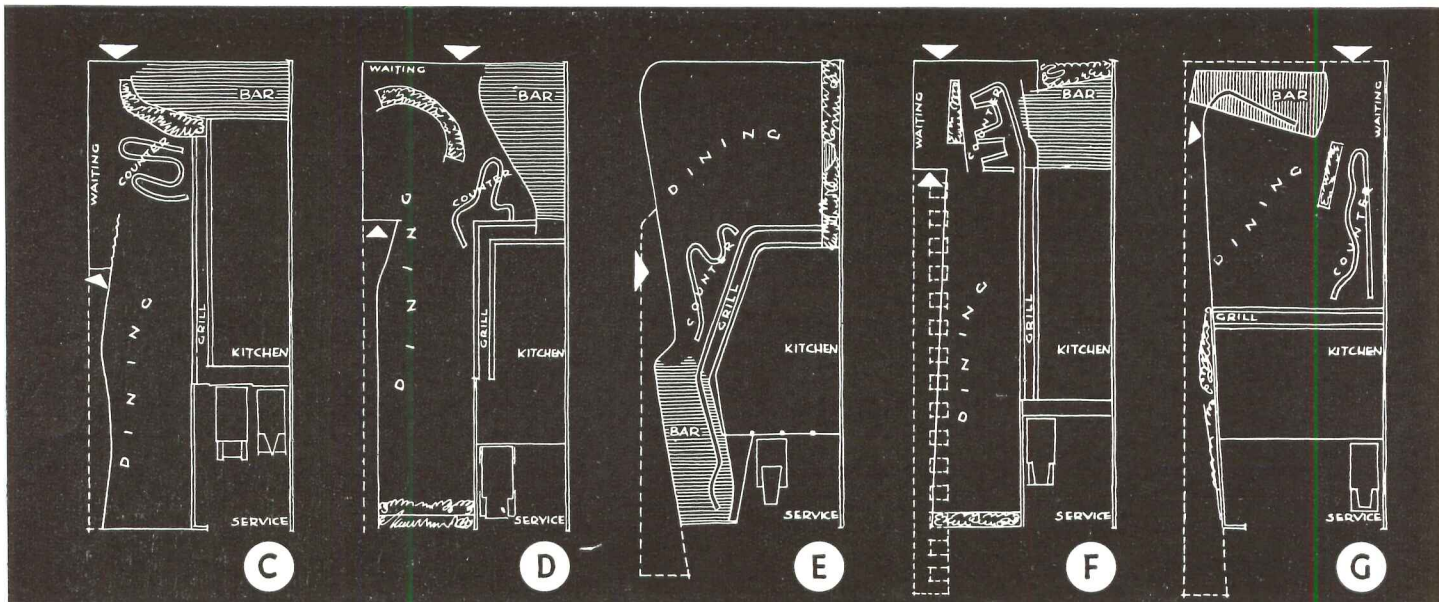 BAR
WAITING
COUNTER
DINING
GRILL
KITCHEN
SERVICE
C
WAITING
BAR
COUNTER
DINING
GRILL
KITCHEN
SERVICE
D
DINING
COUNTER
GRILL
KITCHEN
BAR
SERVICE
E
WAITING
COUNTER
BAR
DINING
GRILL
KITCHEN
SERVICE
F
BAR
WAITING
DINING
COUNTER
GRILL
KITCHEN
SERVICE
G